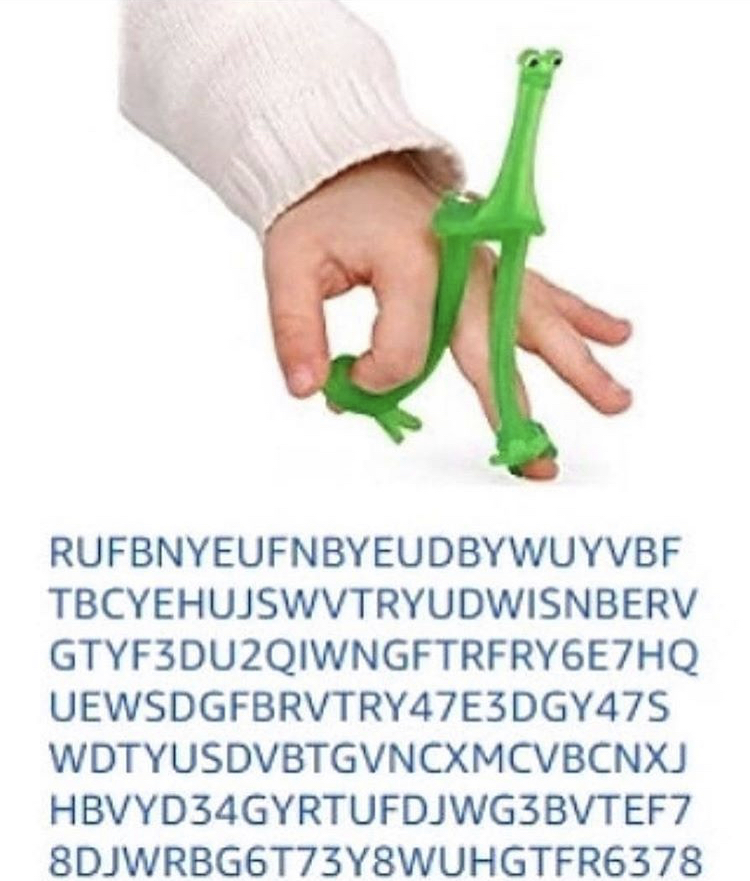 RUFBNYEUFNBYEUDBYWUYVBF
TBCYEHUJSWVTRYUDWISNBERV
GTYF3DU2QIWNGFTRFRY6E7HQ
UEWSDGFBRVTRY47E3DGY47S
WDTYUSDVBTGVNCXMCVBCNXJ
HBVYD34GYRTUFDJWG3BVTEF7
8DJWRBG6T73Y8WUHGTFR6378